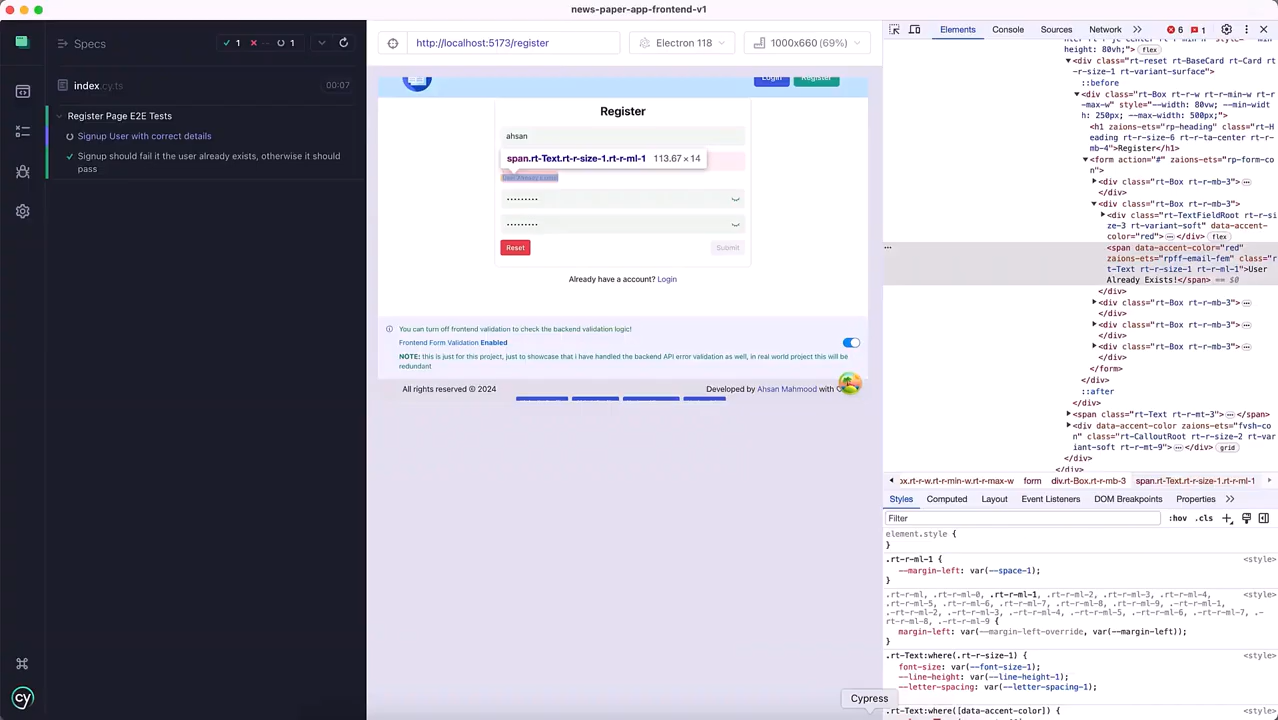 news-paper-app-frontend-v1
Specs
1
--
1
index.cy.ts
00:07
Register Page E2E Tests
Signup User with correct details
Signup should fail it the user already exists, otherwise it should
pass
cy
http://localhost:5173/register
Electron 118
1000x660 (69%)
Login
Register
Register
ahsan
span.rt-Text.rt-r-size-1.rt-r-ml-1 113.67 × 14
User Already Exists!
Reset
Submit
Already have a account? Login
You can turn off frontend validation to check the backend validation logic!
Frontend Form Validation Enabled
NOTE: this is just for this project, just to showcase that i have handled the backend API error validation as well, in real world project this will be
redundant
All rights reserved © 2024
Developed by Ahsan Mahmood with
Cypress
Elements
Console
Sources
Network
6
1
height: 80vh;"> flex
<div class="rt-reset rt-BaseCard rt-Card rt
-r-size-1 rt-variant-surface">
::before
<div class="rt-Box rt-r-w rt-r-min-w rt-r-
max-w" style="--width: 80vw; --min-widt
h: 250px; --max-width: 500px;">
<h1 zaions-ets="rp-heading" class="rt-H
eading rt-r-size-6 rt-r-ta-center rt-r-
mb-4">Register</h1>
<form action="#" zaions-ets="rp-form-co
n">
<div class="rt-Box rt-r-mb-3">
</div>
<div class="rt-Box rt-r-mb-3">
<div class="rt-TextFieldRoot rt-r-si
ze-3 rt-variant-soft" data-accent-
color="red"> </div> flex
<span data-accent-color="red"
zaions-ets="rpff-email-fem" class="r
t-Text rt-r-size-1 rt-r-ml-1">User
Already Exists!</span> == $0
</div>
<div class="rt-Box rt-r-mb-3">
</div>
<div class="rt-Box rt-r-mb-3">
</div>
<div class="rt-Box rt-r-mb-3">
</div>
</form>
</div>
::after
</div>
<span class="rt-Text rt-r-mt-3"> </span>
<div data-accent-color zaions-ets="fvsh-co
n" class="rt-CalloutRoot rt-r-size-2 rt-var
iant-soft rt-r-mt-9"> </div> grid
</div>
</div>
ox.rt-r-w.rt-r-min-w.rt-r-max-w
form
div.rt-Box.rt-r-mb-3
span.rt-Text.rt-r-size-1.rt-r-ml-1
Styles
Computed
Layout
Event Listeners
DOM Breakpoints
Properties
Filter
:hov
.cls
element.style {
}
.rt-r-ml-1 {
<style>
--margin-left: var(--space-1);
}
.rt-r-ml, .rt-r-ml-0, .rt-r-ml-1, .rt-r-ml-2, .rt-r-ml-3, .rt-r-ml-4,
<style>
.rt-r-ml-5, .rt-r-ml-6, .rt-r-ml-7, .rt-r-ml-8, .rt-r-ml-9, .-rt-r-ml-1,
.-rt-r-ml-2, .-rt-r-ml-3, .-rt-r-ml-4, .-rt-r-ml-5, .-rt-r-ml-6, .-rt-r-ml-7, .-
rt-r-ml-8, .-rt-r-ml-9 {
margin-left: var(--margin-left-override, var(--margin-left));
}
.rt-Text:where(.rt-r-size-1) {
<style>
font-size: var(--font-size-1);
--line-height: var(--line-height-1);
--letter-spacing: var(--letter-spacing-1);
}
.rt-Text:where([data-accent-color]) {
<style>